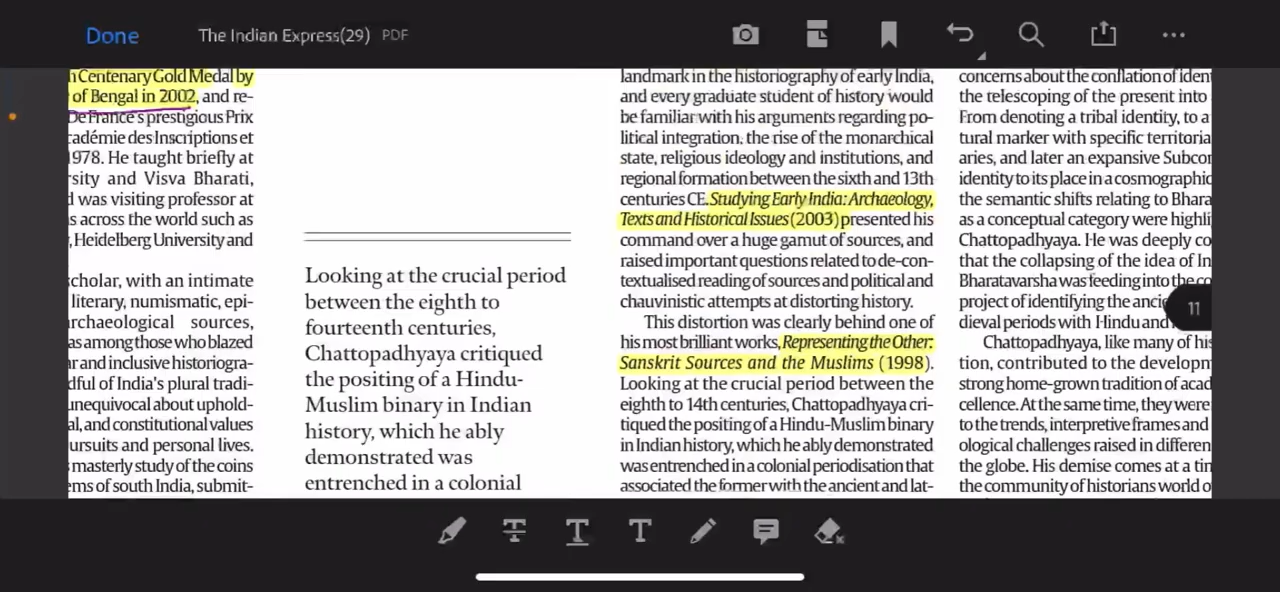 Done
The Indian Express(29) PDF
Centenary Gold Medal by
of Bengal in 2002, and re-
De France's prestigious Prix
cadémie des Inscriptions et
1978. He taught briefly at
and Visva Bharati,
was visiting professor at
across the world such as
Heidelberg University and
scholar, with an intimate
literary, numismatic, epi-
archaeological sources,
as among those who blazed
and inclusive historiogra-
of India's plural tradi-
unequivocal about uphold-
and constitutional values
and personal lives.
masterly study of the coins
of south India, submit-
Looking at the crucial period
between the eighth to
fourteenth centuries,
Chattopadhyaya critiqued
the positing of a Hindu-
Muslim binary in Indian
history, which he ably
demonstrated was
entrenched in a colonial
landmark in the historiography of early India,
and every graduate student of history would
be familiar with his arguments regarding po-
litical integration, the rise of the monarchical
state, religious ideology and institutions, and
regional formation between the sixth and 13th
centuries CE. Studying Early India: Archaeology,
Texts and Historical Issues (2003) presented his
command over a huge gamut of sources, and
raised important questions related to de-con-
textualised reading of sources and political and
chauvinistic attempts at distorting history.
This distortion was clearly behind one of
his most brilliant works, Representing the Other:
Sanskrit Sources and the Muslims (1998).
Looking at the crucial period between the
eighth to 14th centuries, Chattopadhyaya cri-
tiqued the positing of a Hindu-Muslim binary
in Indian history, which he ably demonstrated
was entrenched in a colonial periodisation that
associated the former with the ancient and lat-
concerns about the conflation of iden
the telescoping of the present into
From denoting a tribal identity, to a
tural marker with specific territoria
aries, and later an expansive Subcon
identity to its place in a cosmographic
the semantic shifts relating to Bhara
as a conceptual category were highli
Chattopadhyaya. He was deeply co
that the collapsing of the idea of In
Bharatavarsha was feeding into the co
project of identifying the ancie
dieval periods with Hindu and
11
Chattopadhyaya, like many of his
tion, contributed to the developm
strong home-grown tradition of acad
cellence. At the same time, they were
to the trends, interpretive frames and
ological challenges raised in differen
the globe. His demise comes at a tim
the community of historians world o